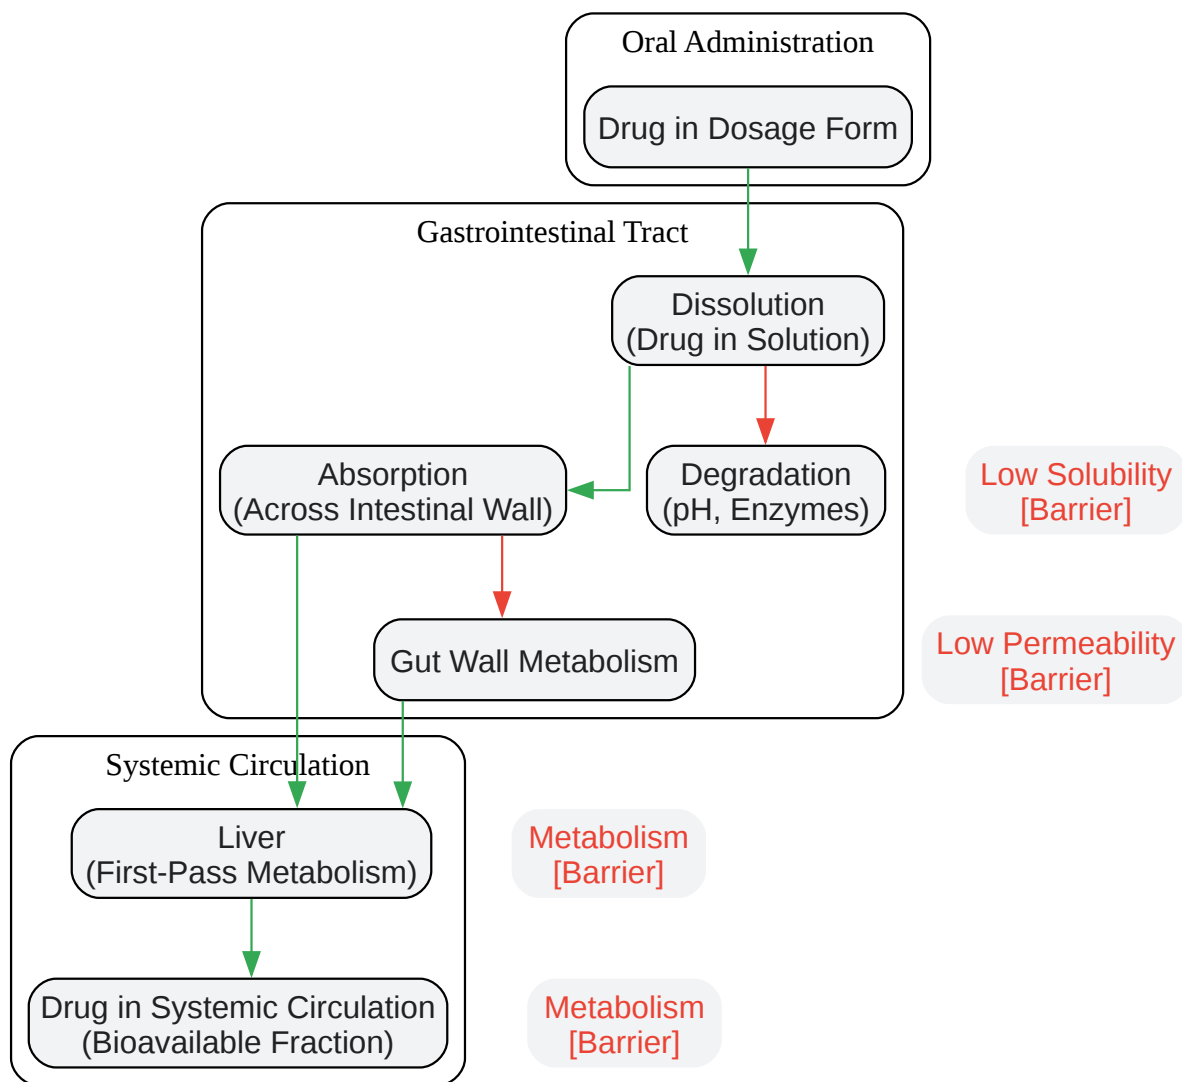 Oral Administration
Drug in Dosage Form
Gastrointestinal Tract
Dissolution
(Drug in Solution)
Absorption
(Across Intestinal Wall)
Degradation
(pH, Enzymes)
Low Solubility
[Barrier]
Gut Wall Metabolism
Low Permeability
[Barrier]
Systemic Circulation
Liver
(First-Pass Metabolism)
Metabolism
[Barrier]
Drug in Systemic Circulation
(Bioavailable Fraction)
Metabolism
[Barrier]